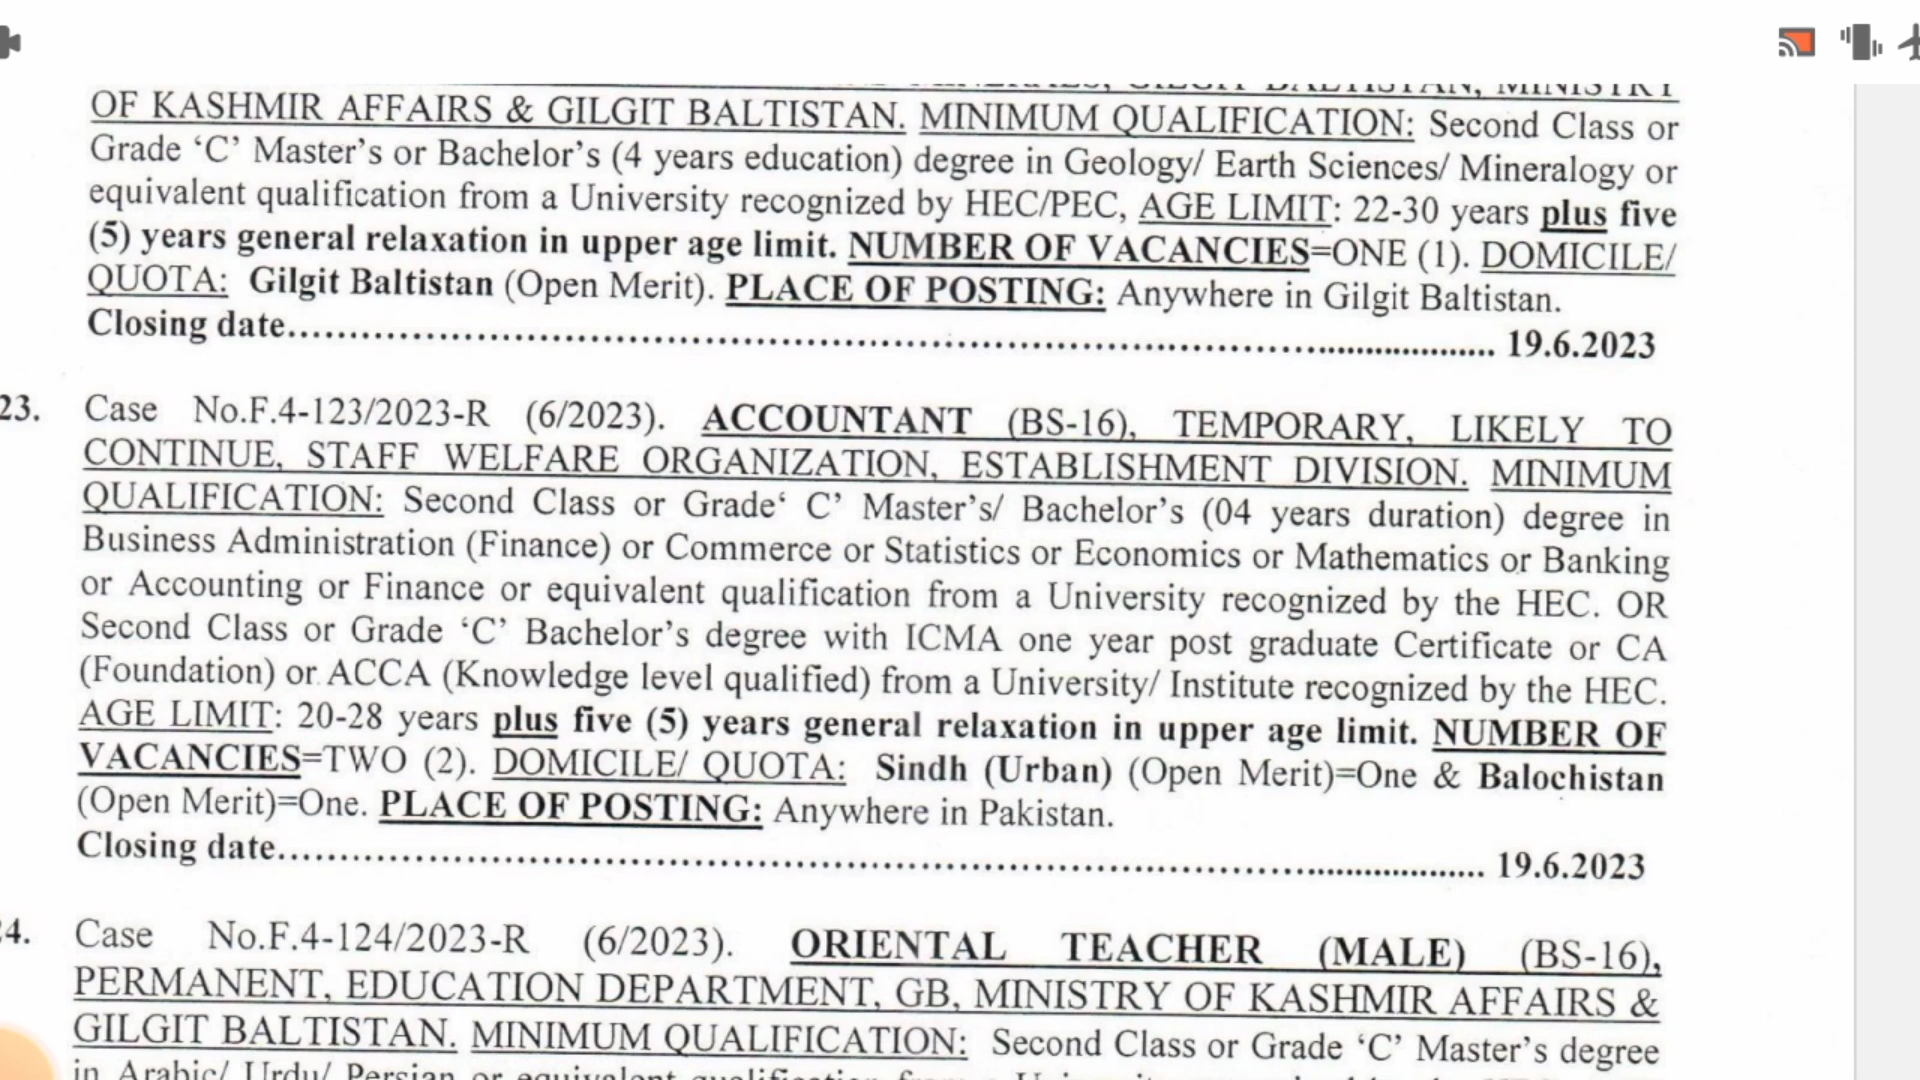 GILGIT BALTISTAN, MINISTRY
OF KASHMIR AFFAIRS & GILGIT BALTISTAN. MINIMUM QUALIFICATION: Second Class or
Grade ‘C’ Master’s or Bachelor’s (4 years education) degree in Geology/ Earth Sciences/ Mineralogy or
equivalent qualification from a University recognized by HEC/PEC, AGE LIMIT: 22-30 years plus five
(5) years general relaxation in upper age limit. NUMBER OF VACANCIES=ONE (1). DOMICILE/
QUOTA: Gilgit Baltistan (Open Merit). PLACE OF POSTING: Anywhere in Gilgit Baltistan.
Closing date.......................................................................................................... 19.6.2023
23. Case No.F.4-123/2023-R (6/2023). ACCOUNTANT (BS-16), TEMPORARY, LIKELY TO
CONTINUE, STAFF WELFARE ORGANIZATION, ESTABLISHMENT DIVISION. MINIMUM
QUALIFICATION: Second Class or Grade‘ C’ Master’s/ Bachelor’s (04 years duration) degree in
Business Administration (Finance) or Commerce or Statistics or Economics or Mathematics or Banking
or Accounting or Finance or equivalent qualification from a University recognized by the HEC. OR
Second Class or Grade ‘C’ Bachelor’s degree with ICMA one year post graduate Certificate or CA
(Foundation) or ACCA (Knowledge level qualified) from a University/ Institute recognized by the HEC.
AGE LIMIT: 20-28 years plus five (5) years general relaxation in upper age limit. NUMBER OF
VACANCIES=TWO (2). DOMICILE/ QUOTA: Sindh (Urban) (Open Merit)=One & Balochistan
(Open Merit)=One. PLACE OF POSTING: Anywhere in Pakistan.
Closing date.......................................................................................................... 19.6.2023
4. Case No.F.4-124/2023-R (6/2023). ORIENTAL TEACHER (MALE) (BS-16),
PERMANENT, EDUCATION DEPARTMENT, GB, MINISTRY OF KASHMIR AFFAIRS &
GILGIT BALTISTAN. MINIMUM QUALIFICATION: Second Class or Grade ‘C’ Master’s degree
in Arabic/ Urdu/ Persian or equivalent qualification from a